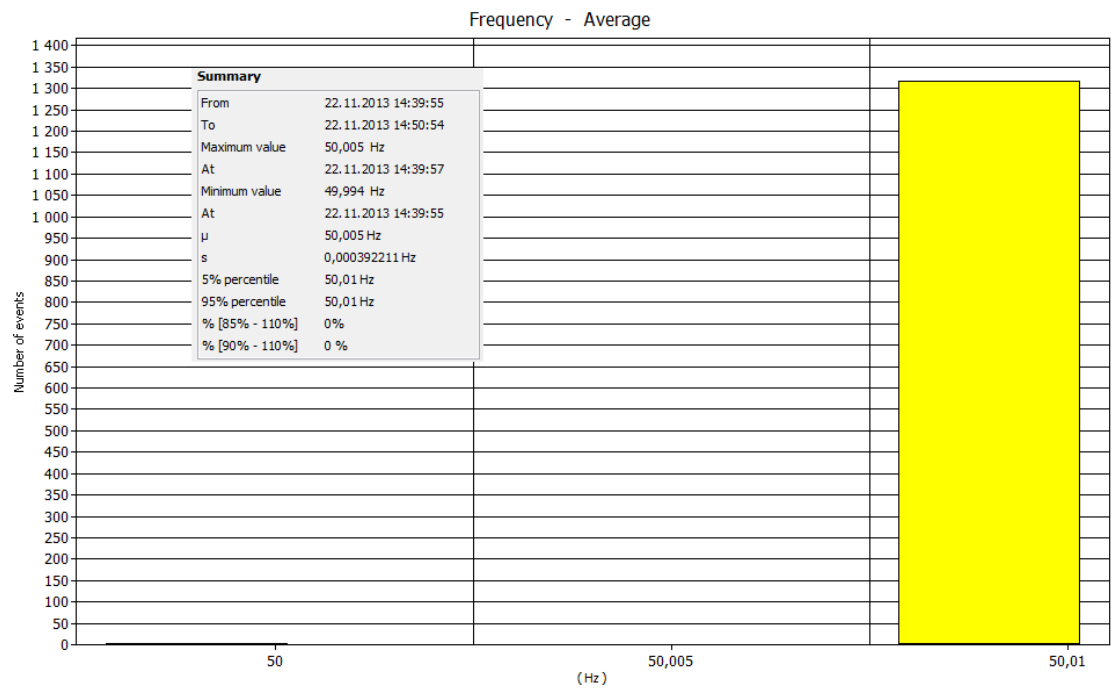 Frequency - Average
Number of events
1 400
1 350
1 300
1 250
1 200
1 150
1 100
1 050
1 000
950
900
850
800
750
700
650
600
550
500
450
400
350
300
250
200
150
100
50
0
Summary
From 22.11.2013 14:39:55
To 22.11.2013 14:50:54
Maximum value 50,005 Hz
At 22.11.2013 14:39:57
Minimum value 49,994 Hz
At 22.11.2013 14:39:55
μ 50,005 Hz
s 0,000392211 Hz
5% percentile 50,01 Hz
95% percentile 50,01 Hz
% [85% - 110%] 0%
% [90% - 110%] 0 %
50 50,005 50,01
( Hz )